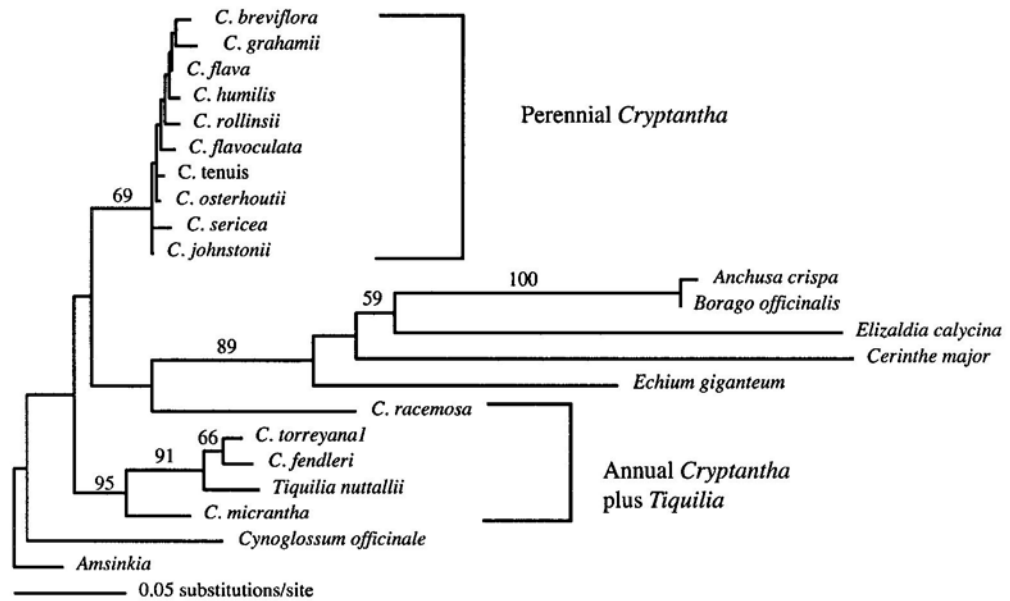 C. breviflora
C. grahamii
C. flava
C. humilis
C. rollinsii
Perennial Cryptantha
C. flavoculata
C. tenuis
69
C. osterhoutii
C. sericea
C. johnstonii
100
Anchusa crispa
59
Borago officinalis
Elizaldia calycina
89
Cerinthe major
Echium giganteum
C. racemosa
66
C. torreyana1
91
C. fendleri
Annual Cryptantha
plus Tiquilia
95
Tiquilia nuttallii
C. micrantha
Cynoglossum officinale
Amsinkia
0.05 substitutions/site